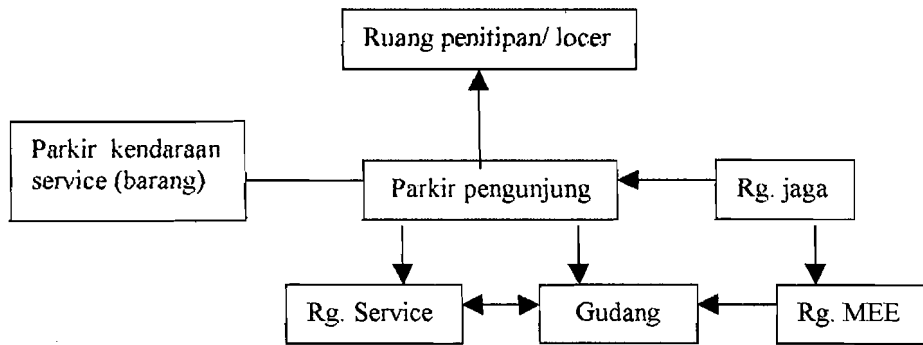 Ruang penitipan/ locer
Parkir kendaraan
service (barang)
Parkir pengunjung
Rg. jaga
Rg. Service
Gudang
Rg. MEE